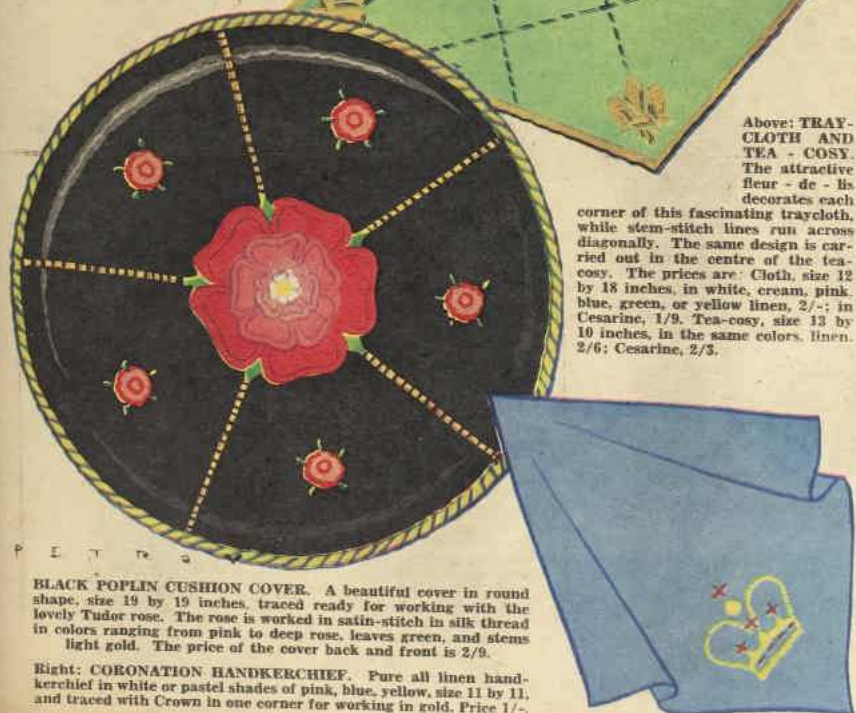 Above: TRAY-
CLOTH AND
TEA - COSY.
The attractive
fleur - de - lis
decorates each
corner of this fascinating traycloth,
while stem-stitch lines run across
diagonally. The same design is car-
ried out in the centre of the tea-
cosy. The prices are: Cloth, size 12
by 18 inches, in white, cream, pink,
blue, green, or yellow linen, 2/-; in
Cesarine, 1/9. Tea-cosy, size 13 by
10 inches, in the same colors, linen.
2/6; Cesarine, 2/3.
PETROV
BLACK POPLIN CUSHION COVER. A beautiful cover in round
shape, size 19 by 19 inches, traced ready for working with the
lovely Tudor rose. The rose is worked in satin-stitch in silk thread
in colors ranging from pink to deep rose, leaves green, and stems
light gold. The price of the cover back and front is 2/9.
Right: CORONATION HANDKERCHIEF. Pure all linen hand-
kerchief in white or pastel shades of pink, blue, yellow, size 11 by 11,
and traced with Crown in one corner for working in gold. Price 1/-.